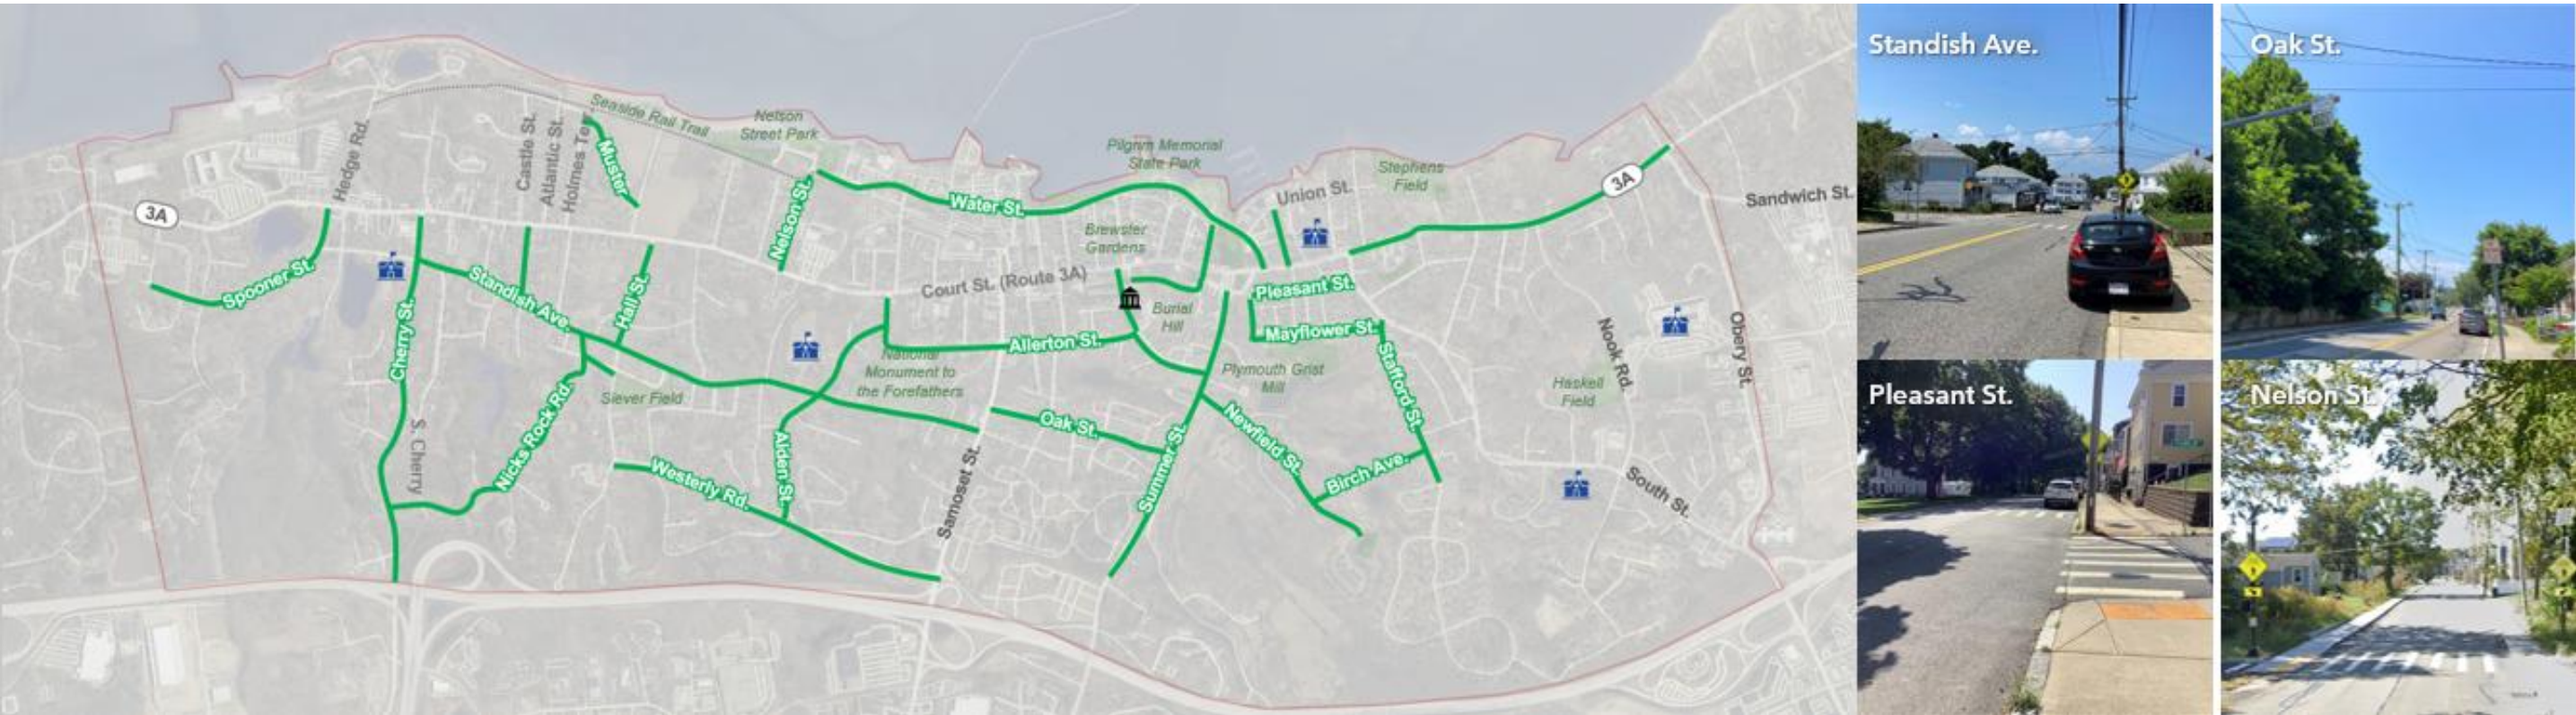 Seaside Rail Trail
Nelson
Street Park
Pilgrim Memorial
State Park
Stephens
Field
Union St.
3A
Sandwich St.
Hedge Rd.
Castle St.
Atlantic St.
Holmes Te
Muster
Nelson St.
Water St.
Brewster
Gardens
3A
Spooner St.
Cherry St.
Standish Ave.
Hall St.
Court St. (Route 3A)
Burial
Hill
Pleasant St.
Mayflower St.
Allerton St.
National
Monument to
the Forefathers
Plymouth Grist
Mill
Stafford St.
Haskell
Field
Nook Rd.
Obery St.
S. Cherry
Nicks Rock Rd.
Siever Field
Westerly Rd.
Alden St.
Samoset St.
Oak St.
Summer St.
Newfield St.
Birch Ave.
South St.
Standish Ave.
Oak St.
Pleasant St.
Nelson St.